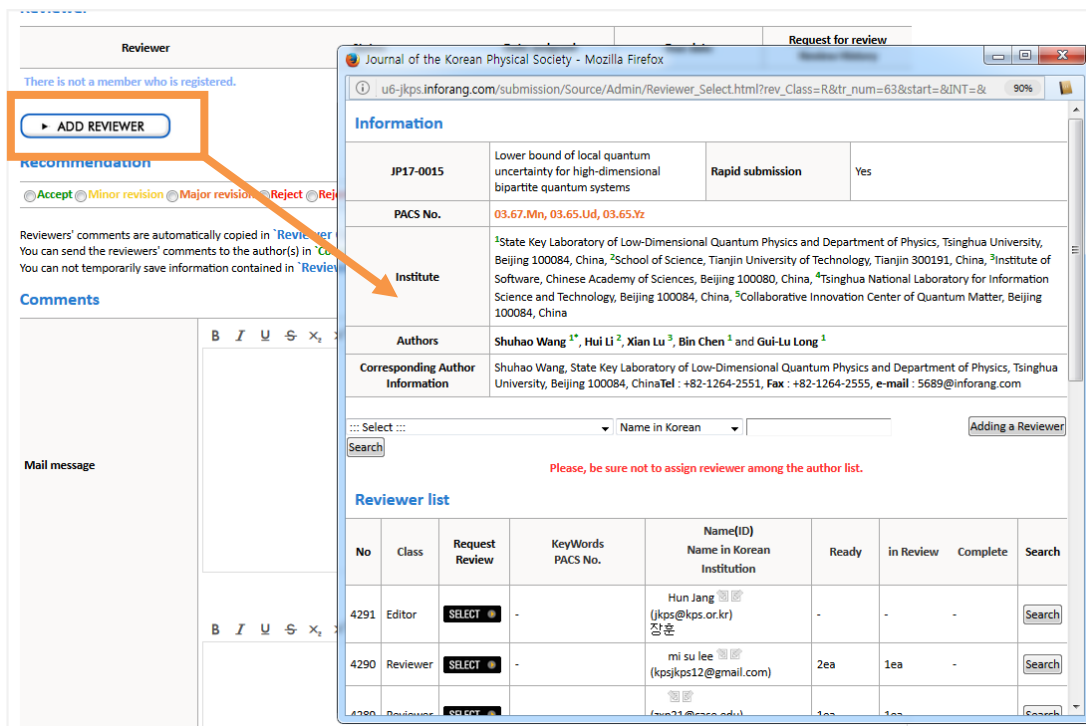 Reviewer
Request for review
There is not a member who is registered.
ADD REVIEWER
Recommendation
Accept Minor revision Major revision Reject Reje
Reviewers' comments are automatically copied in `Reviewer
You can send the reviewers' comments to the author(s) in `Co
You can not temporarily save information contained in `Review
Comments
B I U S X₂
Mail message
B I U S X₂
Journal of the Korean Physical Society - Mozilla Firefox
u6-jkps.inforang.com/submission/Source/Admin/Reviewer_Select.html?rev_Class=R&tr_num=63&start=&INT=& 90%
Information
JP17-0015
Lower bound of local quantum
uncertainty for high-dimensional
bipartite quantum systems
Rapid submission
Yes
PACS No.
03.67.Mn, 03.65.Ud, 03.65.Yz
Institute
¹State Key Laboratory of Low-Dimensional Quantum Physics and Department of Physics, Tsinghua University,
Beijing 100084, China, ²School of Science, Tianjin University of Technology, Tianjin 300191, China, ³Institute of
Software, Chinese Academy of Sciences, Beijing 100080, China, ⁴Tsinghua National Laboratory for Information
Science and Technology, Beijing 100084, China, ⁵Collaborative Innovation Center of Quantum Matter, Beijing
100084, China
Authors
Shuhao Wang ¹*, Hui Li ², Xian Lu ³, Bin Chen ¹ and Gui-Lu Long ¹
Corresponding Author
Information
Shuhao Wang, State Key Laboratory of Low-Dimensional Quantum Physics and Department of Physics, Tsinghua
University, Beijing 100084, ChinaTel : +82-1264-2551, Fax : +82-1264-2555, e-mail : 5689@inforang.com
::: Select ::: Name in Korean Adding a Reviewer
Search
Please, be sure not to assign reviewer among the author list.
Reviewer list
No
Class
Request
Review
KeyWords
PACS No.
Name(ID)
Name in Korean
Institution
Ready
in Review
Complete
Search
4291 Editor SELECT - Hun Jang - - - Search
(jkps@kps.or.kr)
장훈
4290 Reviewer SELECT - mi su lee 2ea 1ea - Search
(kpsjkps12@gmail.com)